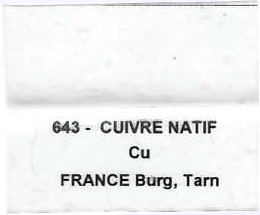 643 - CUIVRE NATIF
Cu
FRANCE Burg, Tarn